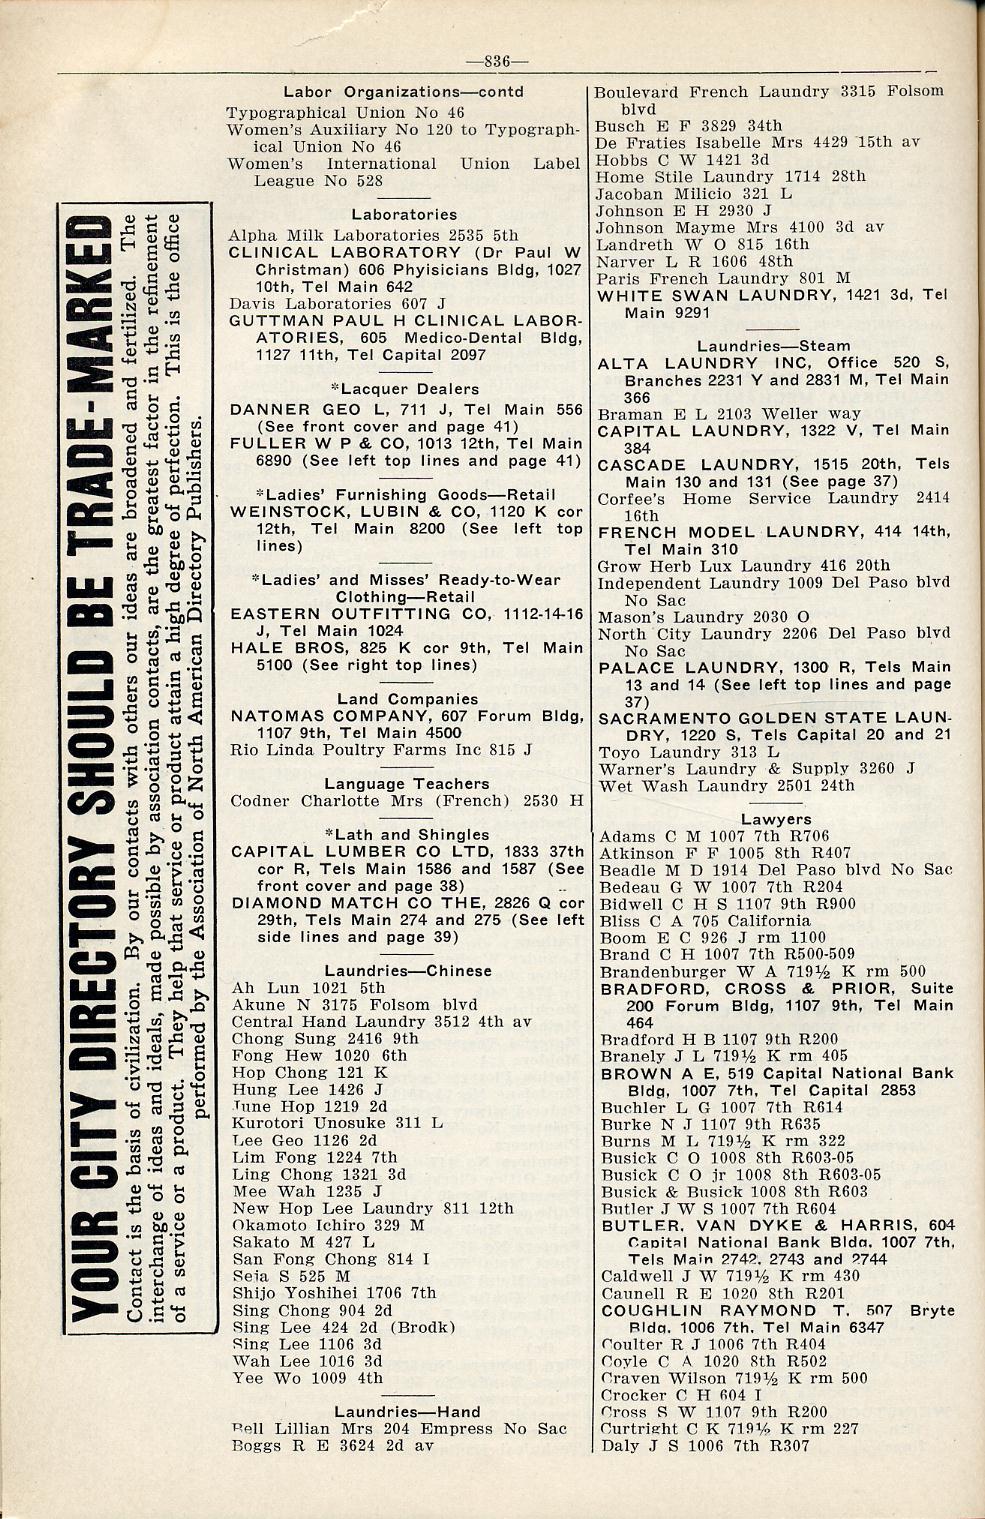 —836—
YOUR CITY DIRECTORY SHOULD BE TRADE-MARKED
Contact is the basis of civilization. By our contacts with others our ideas are broadened and fertilized. The
interchange of ideas and ideals, made possible by association contacts, are the greatest factor in the refinement
of a service or a product. They help that service or product attain a high degree of perfection. This is the office
performed by the Association of North American Directory Publishers.
Labor Organizations—contd
Typographical Union No 46
Women's Auxiliary No 120 to Typograph-
ical Union No 46
Women's International Union Label
League No 528
Laboratories
Alpha Milk Laboratories 2535 5th
CLINICAL LABORATORY (Dr Paul W
Christman) 606 Phyisicians Bldg, 1027
10th, Tel Main 642
Davis Laboratories 607 J
GUTTMAN PAUL H CLINICAL LABOR-
ATORIES, 605 Medico-Dental Bldg,
1127 11th, Tel Capital 2097
*Lacquer Dealers
DANNER GEO L, 711 J, Tel Main 556
(See front cover and page 41)
FULLER W P & CO, 1013 12th, Tel Main
6890 (See left top lines and page 41)
*Ladies' Furnishing Goods—Retail
WEINSTOCK, LUBIN & CO, 1120 K cor
12th, Tel Main 8200 (See left top
lines)
*Ladies' and Misses' Ready-to-Wear
Clothing—Retail
EASTERN OUTFITTING CO, 1112-14-16
J, Tel Main 1024
HALE BROS, 825 K cor 9th, Tel Main
5100 (See right top lines)
Land Companies
NATOMAS COMPANY, 607 Forum Bldg,
1107 9th, Tel Main 4500
Rio Linda Poultry Farms Inc 815 J
Language Teachers
Codner Charlotte Mrs (French) 2530 H
*Lath and Shingles
CAPITAL LUMBER CO LTD, 1833 37th
cor R, Tels Main 1586 and 1587 (See
front cover and page 38)
DIAMOND MATCH CO THE, 2826 Q cor
29th, Tels Main 274 and 275 (See left
side lines and page 39)
Laundries—Chinese
Ah Lun 1021 5th
Akune N 3175 Folsom blvd
Central Hand Laundry 3512 4th av
Chong Sung 2416 9th
Fong Hew 1020 6th
Hop Chong 121 K
Hung Lee 1426 J
June Hop 1219 2d
Kurotori Unosuke 311 L
Lee Geo 1126 2d
Lim Fong 1224 7th
Ling Chong 1321 3d
Mee Wah 1235 J
New Hop Lee Laundry 811 12th
Okamoto Ichiro 329 M
Sakato M 427 L
San Fong Chong 814 I
Seia S 525 M
Shijo Yoshihei 1706 7th
Sing Chong 904 2d
Sing Lee 424 2d (Brodk)
Sing Lee 1106 3d
Wah Lee 1016 3d
Yee Wo 1009 4th
Laundries—Hand
Bell Lillian Mrs 204 Empress No Sac
Boggs R E 3624 2d av
Boulevard French Laundry 3315 Folsom
blvd
Busch E F 3829 34th
De Fraties Isabelle Mrs 4429 15th av
Hobbs C W 1421 3d
Home Stile Laundry 1714 28th
Jacoban Milicio 321 L
Johnson E H 2930 J
Johnson Mayme Mrs 4100 3d av
Landreth W O 815 16th
Narver L R 1606 48th
Paris French Laundry 801 M
WHITE SWAN LAUNDRY, 1421 3d, Tel
Main 9291
Laundries—Steam
ALTA LAUNDRY INC, Office 520 S,
Branches 2231 Y and 2831 M, Tel Main
366
Braman E L 2103 Weller way
CAPITAL LAUNDRY, 1322 V, Tel Main
384
CASCADE LAUNDRY, 1515 20th, Tels
Main 130 and 131 (See page 37)
Corfee's Home Service Laundry 2414
16th
FRENCH MODEL LAUNDRY, 414 14th,
Tel Main 310
Grow Herb Lux Laundry 416 20th
Independent Laundry 1009 Del Paso blvd
No Sac
Mason's Laundry 2030 O
North City Laundry 2206 Del Paso blvd
No Sac
PALACE LAUNDRY, 1300 R, Tels Main
13 and 14 (See left top lines and page
37)
SACRAMENTO GOLDEN STATE LAUN-
DRY, 1220 S, Tels Capital 20 and 21
Toyo Laundry 313 L
Warner's Laundry & Supply 3260 J
Wet Wash Laundry 2501 24th
Lawyers
Adams C M 1007 7th R706
Atkinson F F 1005 8th R407
Beadle M D 1914 Del Paso blvd No Sac
Bedeau G W 1007 7th R204
Bidwell C H S 1107 9th R900
Bliss C A 705 California
Boom E C 926 J rm 1100
Brand C H 1007 7th R500-509
Brandenburger W A 719½ K rm 500
BRADFORD, CROSS & PRIOR, Suite
200 Forum Bldg, 1107 9th, Tel Main
464
Bradford H B 1107 9th R200
Branely J L 719½ K rm 405
BROWN A E, 519 Capital National Bank
Bldg, 1007 7th, Tel Capital 2853
Buchler L G 1007 7th R614
Burke N J 1107 9th R635
Burns M L 719½ K rm 322
Busick C O 1008 8th R603-05
Busick C O jr 1008 8th R603-05
Busick & Busick 1008 8th R603
Butler J W S 1007 7th R604
BUTLER, VAN DYKE & HARRIS, 604
Capital National Bank Bldg, 1007 7th,
Tels Main 2742, 2743 and 2744
Caldwell J W 719½ K rm 430
Caunell R E 1020 8th R201
COUGHLIN RAYMOND T, 507 Bryte
Bldg, 1006 7th, Tel Main 6347
Coulter R J 1006 7th R404
Coyle C A 1020 8th R502
Craven Wilson 719½ K rm 500
Crocker C H 604 I
Cross S W 1107 9th R200
Curtright C K 719½ K rm 227
Daly J S 1006 7th R307